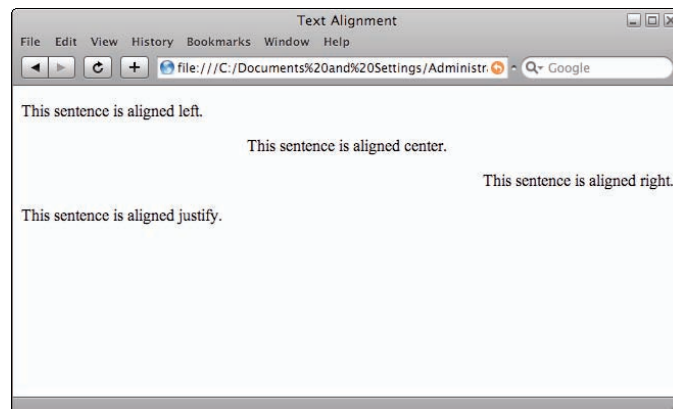 Text Alignment
File Edit View History Bookmarks Window Help
file:///C:/Documents%20and%20Settings/Administr
Google
This sentence is aligned left.
This sentence is aligned center.
This sentence is aligned right.
This sentence is aligned justify.